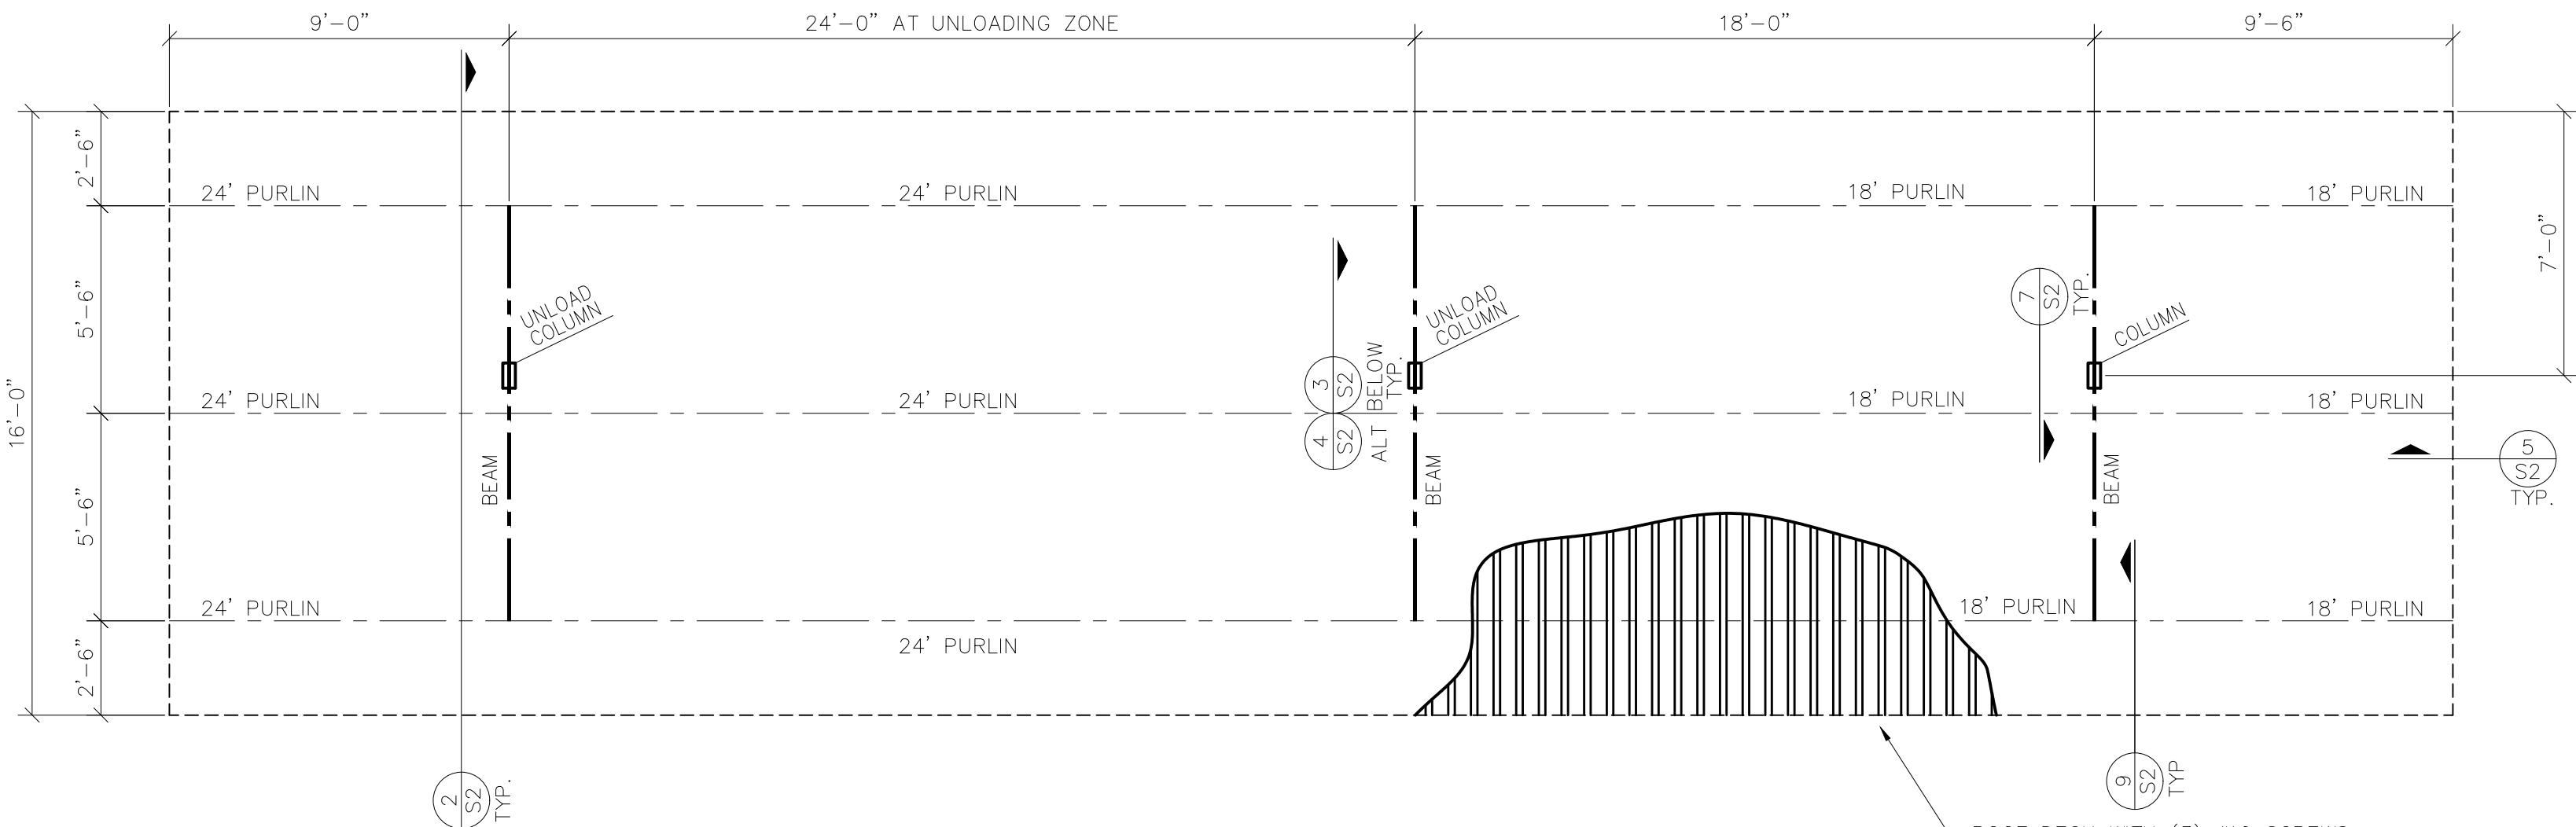 9'-0"
24'-0" AT UNLOADING ZONE
18'-0"
9'-6"
2'-6"
5'-6"
5'-6"
2'-6"
16'-0"
7'-0"
24' PURLIN
24' PURLIN
18' PURLIN
18' PURLIN
UNLOAD
COLUMN
UNLOAD
COLUMN
COLUMN
7
S2
TYP.
3
S2
4
S2
ALT BELOW
TYP.
24' PURLIN
24' PURLIN
18' PURLIN
18' PURLIN
BEAM
BEAM
BEAM
5
S2
TYP.
24' PURLIN
24' PURLIN
18' PURLIN
18' PURLIN
2
S2
TYP.
9
S2
TYP